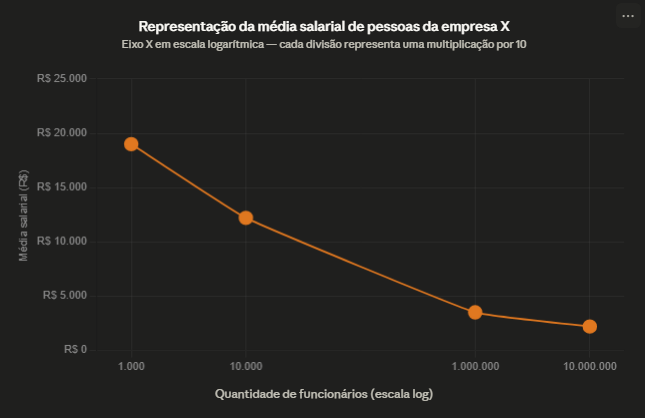 Representação da média salarial de pessoas da empresa X
Eixo X em escala logarítmica — cada divisão representa uma multiplicação por 10
R$ 25.000
R$ 20.000
R$ 15.000
R$ 10.000
R$ 5.000
R$ 0
Média salarial (R$)
1.000
10.000
1.000.000
10.000.000
Quantidade de funcionários (escala log)